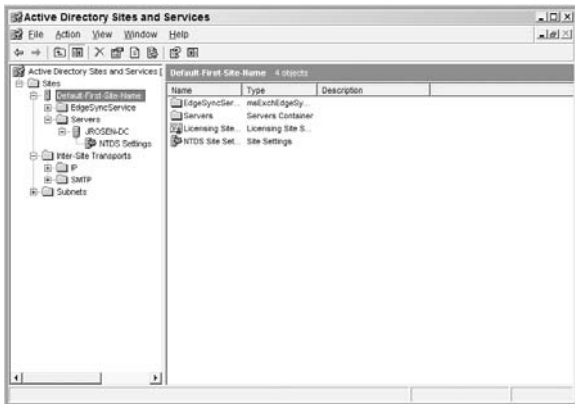 Active Directory Sites and Services
File Action View Window Help
Active Directory Sites and Services [
Sites
Default-First-Site-Name
EdgeSyncService
Servers
JROSEN-DC
NTDS Settings
Inter-Site Transports
IP
SMTP
Subnets
Default-First-Site-Name 4 objects
Name Type Description
EdgeSyncSer... msExchEdgeSy...
Servers Servers Container
Licensing Site... Licensing Site S...
NTDS Site Set... Site Settings